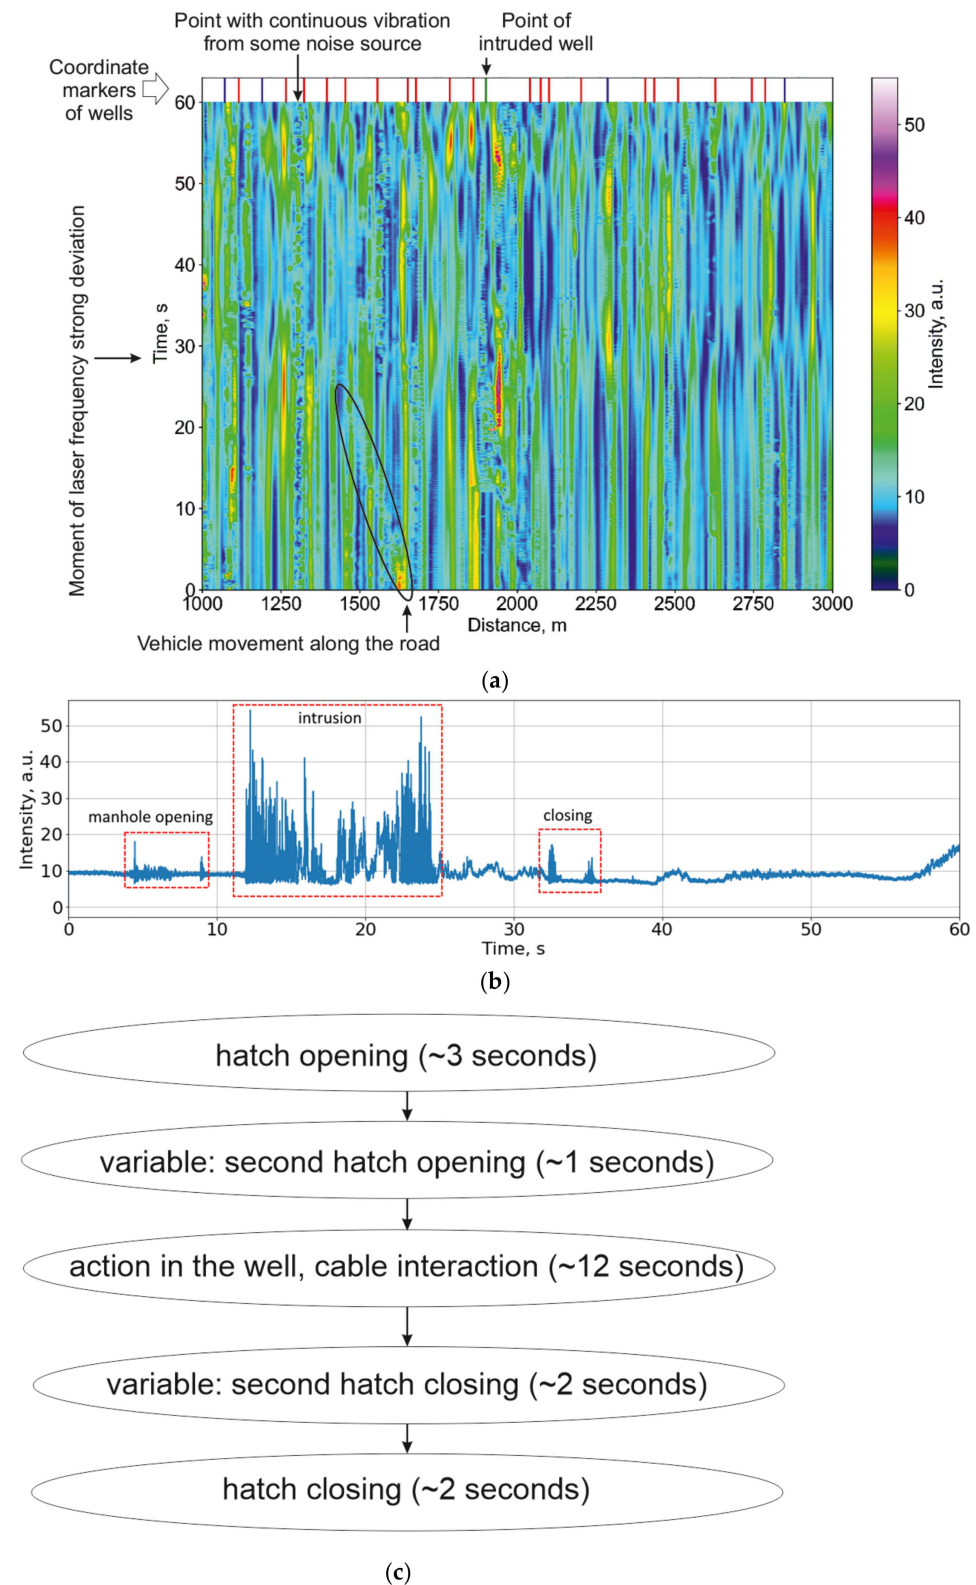 Point with continuous vibration
from some noise source
Point of
intruded well
Coordinate
markers
of wells
60
50
40
30
20
10
0
Time, s
Moment of laser frequency strong deviation
1000
1250
1500
1750
2000
2250
2500
2750
3000
Distance, m
Vehicle movement along the road
50
40
30
20
10
0
Intensity, a.u.
(a)
50
40
30
20
10
0
Intensity, a.u.
manhole opening
intrusion
closing
0
10
20
30
40
50
60
Time, s
(b)
hatch opening (~3 seconds)
variable: second hatch opening (~1 seconds)
action in the well, cable interaction (~12 seconds)
variable: second hatch closing (~2 seconds)
hatch closing (~2 seconds)
(c)